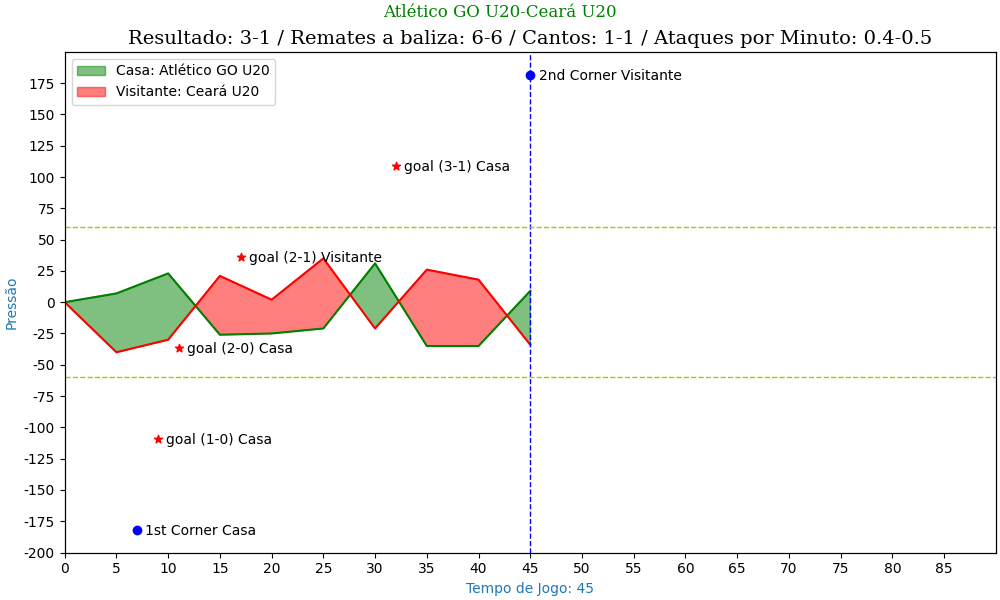 Atlético GO U20-Ceará U20
Resultado: 3-1 / Remates a baliza: 6-6 / Cantos: 1-1 / Ataques por Minuto: 0.4-0.5
Casa: Atlético GO U20
Visitante: Ceará U20
2nd Corner Visitante
goal (3-1) Casa
goal (2-1) Visitante
goal (2-0) Casa
goal (1-0) Casa
1st Corner Casa
Pressão
175
150
125
100
75
50
25
0
-25
-50
-75
-100
-125
-150
-175
-200
0 5 10 15 20 25 30 35 40 45 50 55 60 65 70 75 80 85
Tempo de Jogo: 45